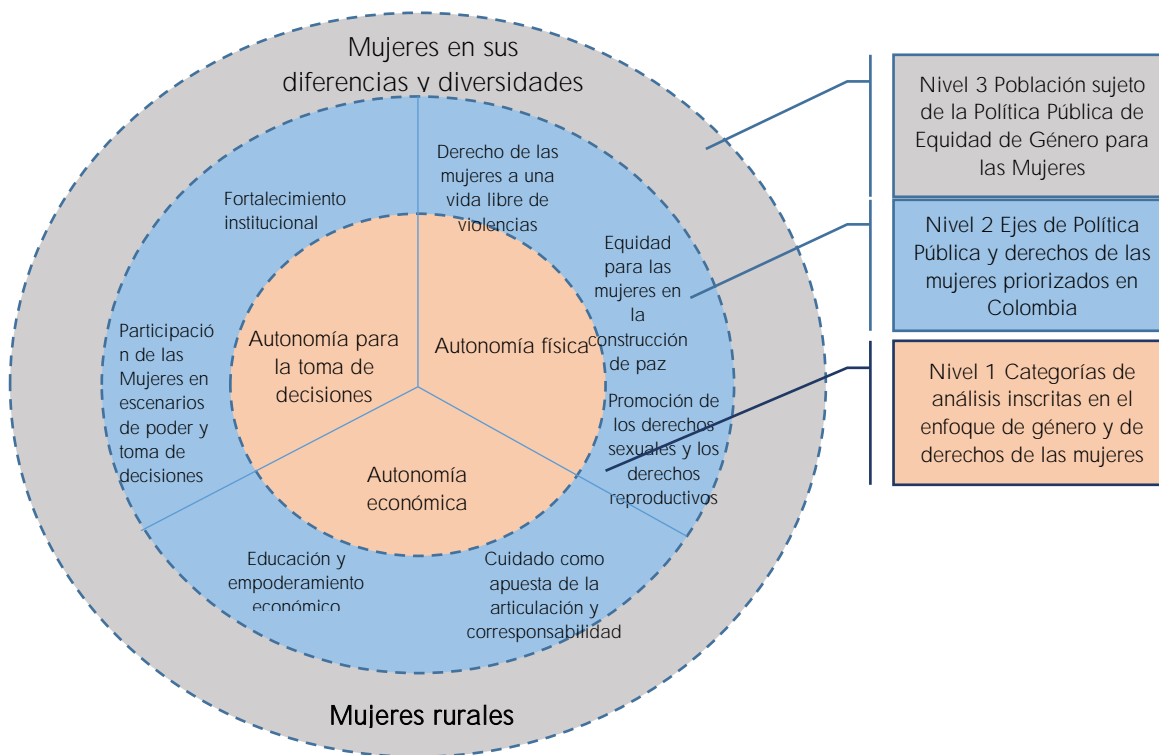 Mujeres en sus
diferencias y diversidades
Derecho de las
mujeres a una
vida libre de
violencias
Fortalecimiento
institucional
Equidad
para las
mujeres en
la
construcción
de paz
Participació
n de las
Mujeres en
escenarios
de poder y
toma de
decisiones
Autonomía para
la toma de
decisiones
Autonomía física
Promoción de
los derechos
sexuales y los
derechos
reproductivos
Autonomía
económica
Educación y
empoderamiento
económico
Cuidado como
apuesta de la
articulación y
corresponsabilidad
Mujeres rurales
Nivel 3 Población sujeto
de la Política Pública de
Equidad de Género para
las Mujeres
Nivel 2 Ejes de Política
Pública y derechos de las
mujeres priorizados en
Colombia
Nivel 1 Categorías de
análisis inscritas en el
enfoque de género y de
derechos de las mujeres